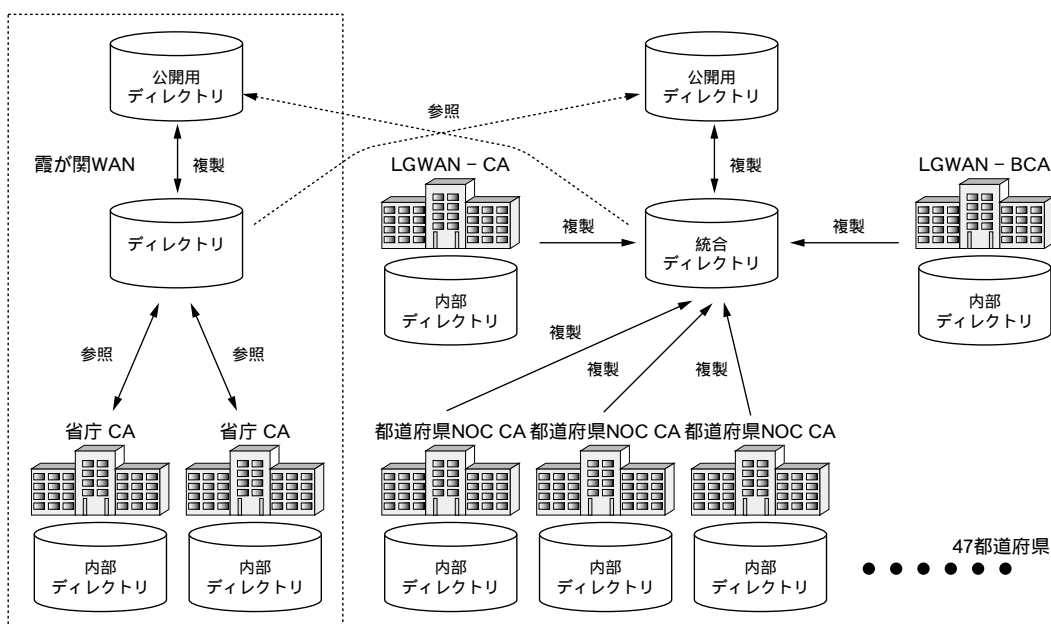 公開用
ディレクトリ
公開用
ディレクトリ
参照
霞が関WAN
複製
LGWAN − CA
複製
LGWAN − BCA
ディレクトリ
複製
統合
ディレクトリ
複製
内部
ディレクトリ
内部
ディレクトリ
参照
参照
複製
複製
複製
省庁 CA
省庁 CA
都道府県NOC CA
都道府県NOC CA
都道府県NOC CA
内部
ディレクトリ
内部
ディレクトリ
内部
ディレクトリ
内部
ディレクトリ
内部
ディレクトリ
47都道府県